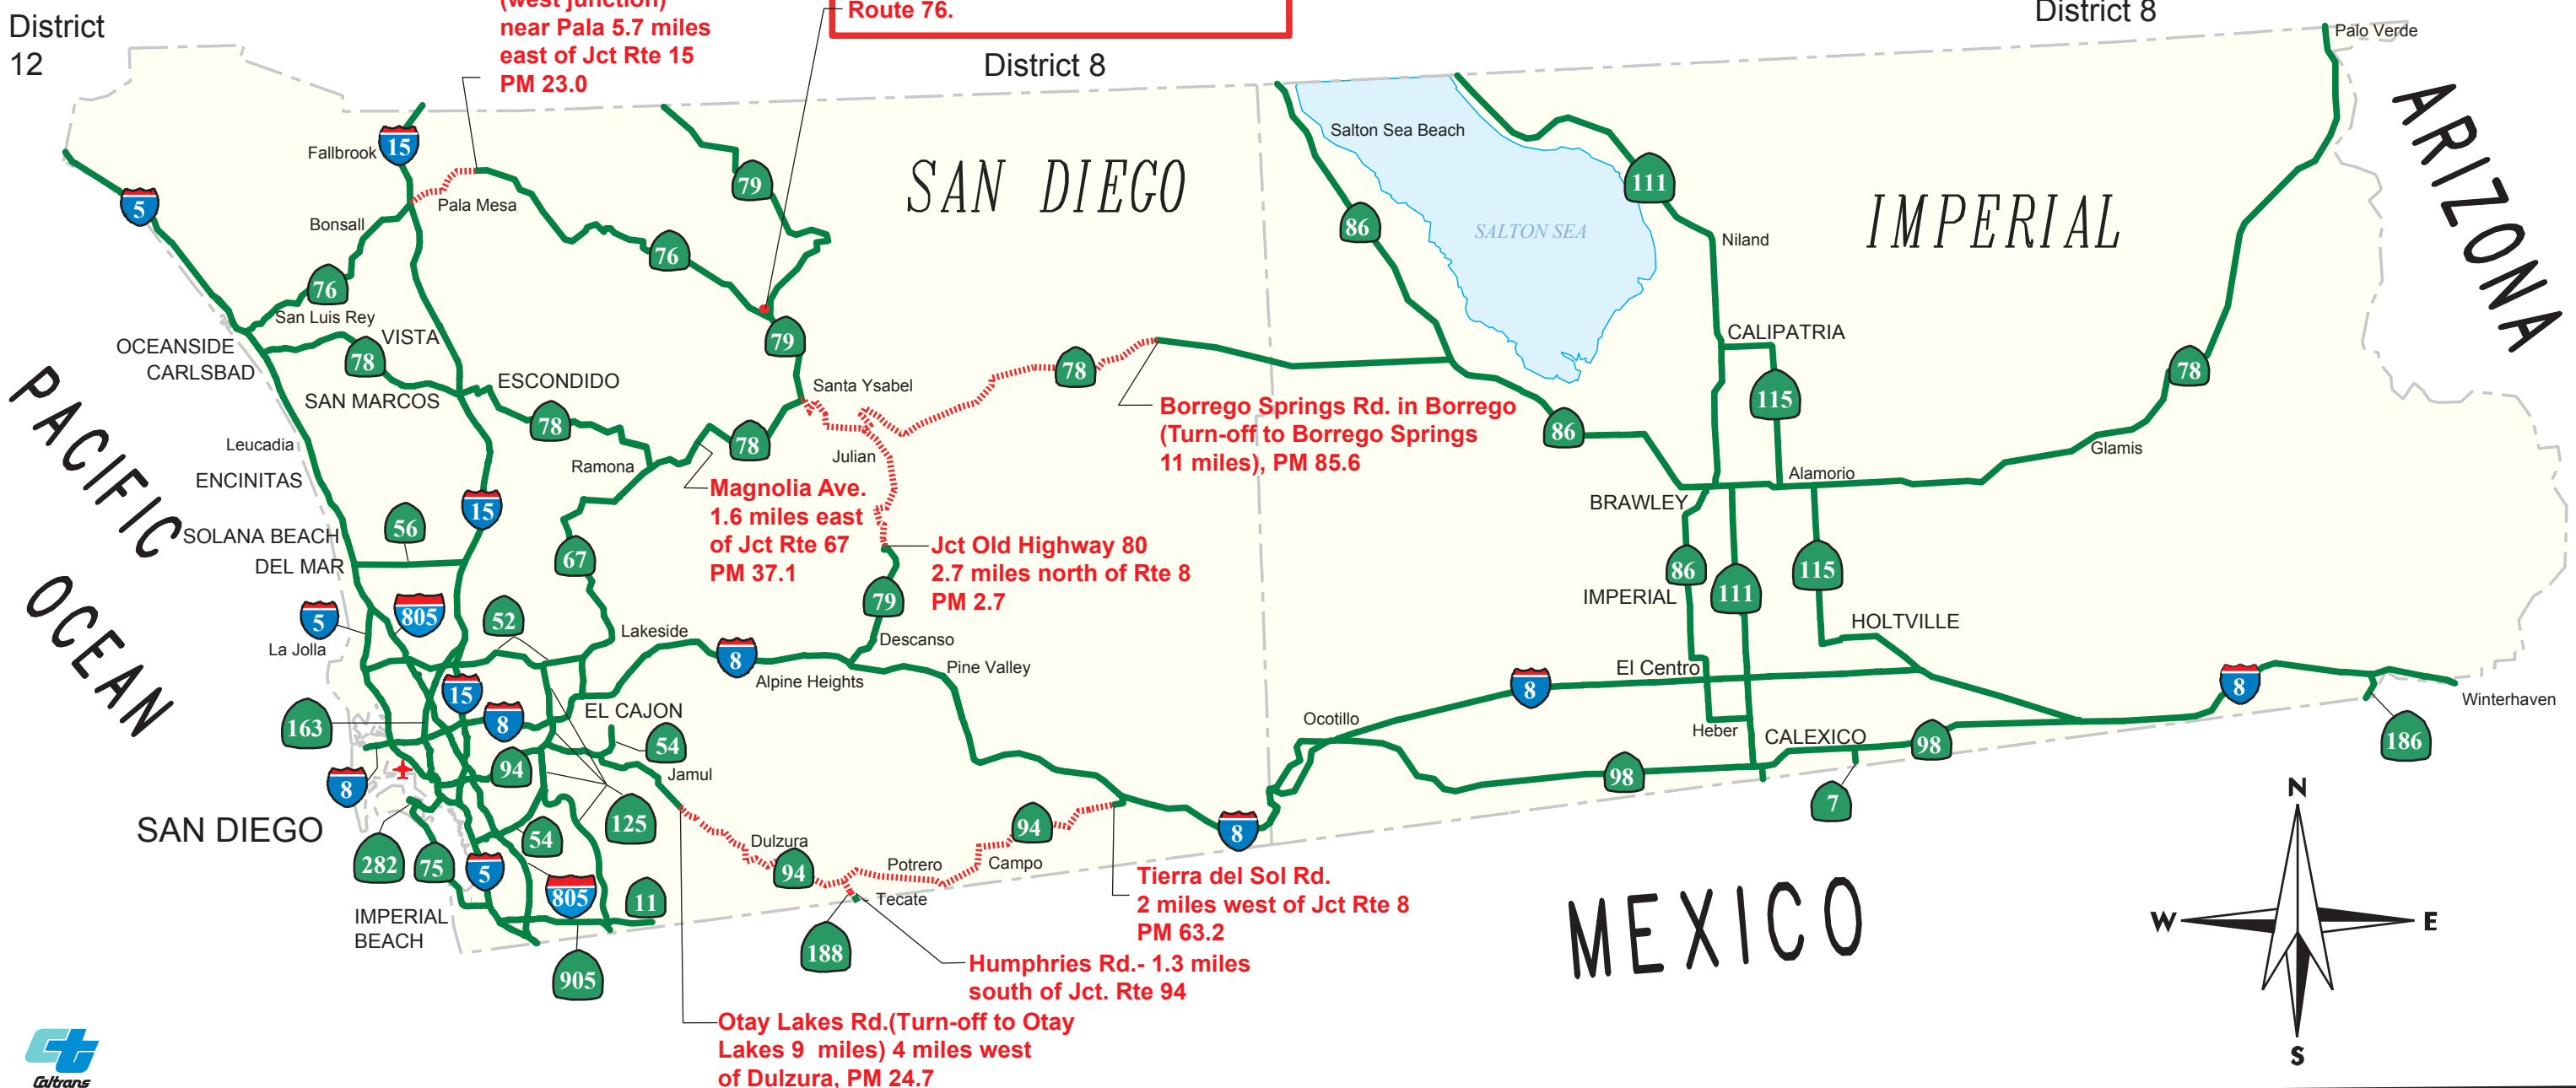 District
12
(west junction)
near Pala 5.7 miles
east of Jct Rte 15
PM 23.0
Route 76.
District 8
District 8
Palo Verde
ARIZONA
SAN DIEGO
IMPERIAL
Fallbrook
15
5
Pala Mesa
Bonsall
76
San Luis Rey
79
76
79
86
111
Salton Sea Beach
SALTON SEA
Niland
OCEANSIDE
CARLSBAD
VISTA
78
SAN MARCOS
ESCONDIDO
78
Santa Ysabel
78
Julian
78
Borrego Springs Rd. in Borrego
(Turn-off to Borrego Springs
11 miles), PM 85.6
CALIPATRIA
115
86
78
Glamis
Alamorio
BRAWLEY
PACIFIC
OCEAN
Leucadia
ENCINITAS
SOLANA BEACH
DEL MAR
56
15
Ramona
67
Magnolia Ave.
1.6 miles east
of Jct Rte 67
PM 37.1
Jct Old Highway 80
2.7 miles north of Rte 8
PM 2.7
79
86
IMPERIAL
111
115
HOLTVILLE
5
805
52
La Jolla
Lakeside
8
Alpine Heights
Descanso
Pine Valley
El Centro
8
8
Winterhaven
15
163
8
EL CAJON
54
Jamul
94
8
125
SAN DIEGO
282
75
5
54
805
11
IMPERIAL
BEACH
905
Dulzura
94
Potrero
Campo
94
Tecate
188
8
Ocotillo
Heber
CALEXICO
98
98
7
186
Tierra del Sol Rd.
2 miles west of Jct Rte 8
PM 63.2
Humphries Rd.- 1.3 miles
south of Jct. Rte 94
Otay Lakes Rd.(Turn-off to Otay
Lakes 9 miles) 4 miles west
of Dulzura, PM 24.7
MEXICO
N
W
E
S
Ct
Caltrans